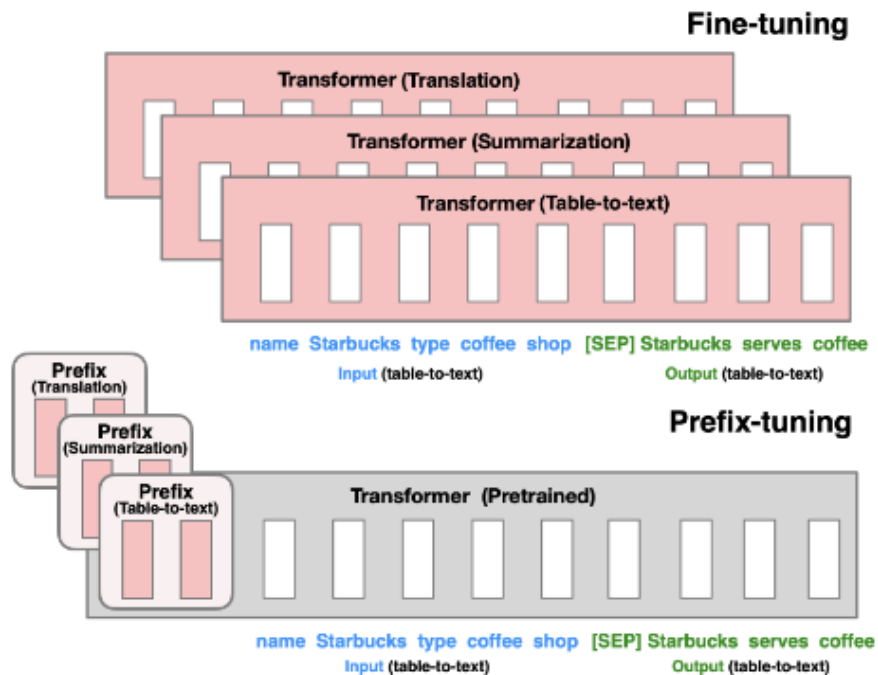 Fine-tuning
Transformer (Translation)
Transformer (Summarization)
Transformer (Table-to-text)
name Starbucks type coffee shop [SEP] Starbucks serves coffee
Input (table-to-text) Output (table-to-text)
Prefix
(Translation)
Prefix-tuning
Prefix
(Summarization)
Prefix
(Table-to-text)
Transformer (Pretrained)
name Starbucks type coffee shop [SEP] Starbucks serves coffee
Input (table-to-text) Output (table-to-text)